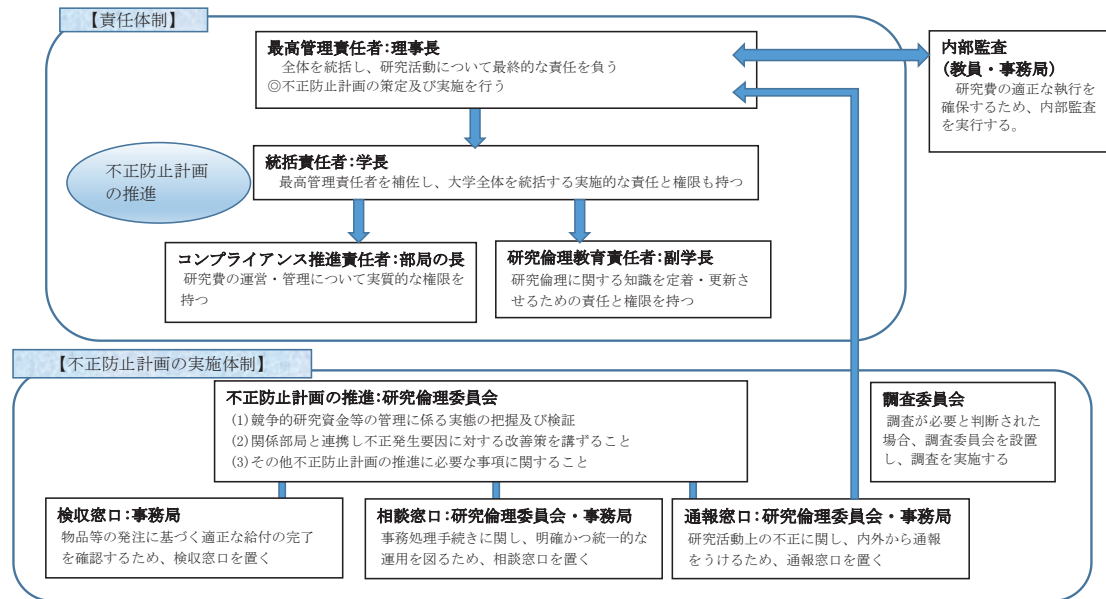 【責任体制】
最高管理責任者:理事長
全体を統括し、研究活動について最終的な責任を負う
◎不正防止計画の策定及び実施を行う
内部監査
(教員・事務局)
研究費の適正な執行を
確保するため、内部監査
を実行する。
不正防止計画
の推進
統括責任者:学長
最高管理責任者を補佐し、大学全体を統括する実施的な責任と権限も持つ
コンプライアンス推進責任者:部局の長
研究費の運営・管理について実質的な権限を
持つ
研究倫理教育責任者:副学長
研究倫理に関する知識を定着・更新さ
せるための責任と権限を持つ
【不正防止計画の実施体制】
不正防止計画の推進:研究倫理委員会
(1)競争的研究資金等の管理に係る実態の把握及び検証
(2)関係部局と連携し不正発生要因に対する改善策を講ずること
(3)その他不正防止計画の推進に必要な事項に関すること
調査委員会
調査が必要と判断された
場合、調査委員会を設置
し、調査を実施する
検収窓口:事務局
物品等の発注に基づく適正な給付の完了
を確認するため、検収窓口を置く
相談窓口:研究倫理委員会・事務局
事務処理手続きに関し、明確かつ統一的な
運用を図るため、相談窓口を置く
通報窓口:研究倫理委員会・事務局
研究活動上の不正に関し、内外から通報
をうけるため、通報窓口を置く